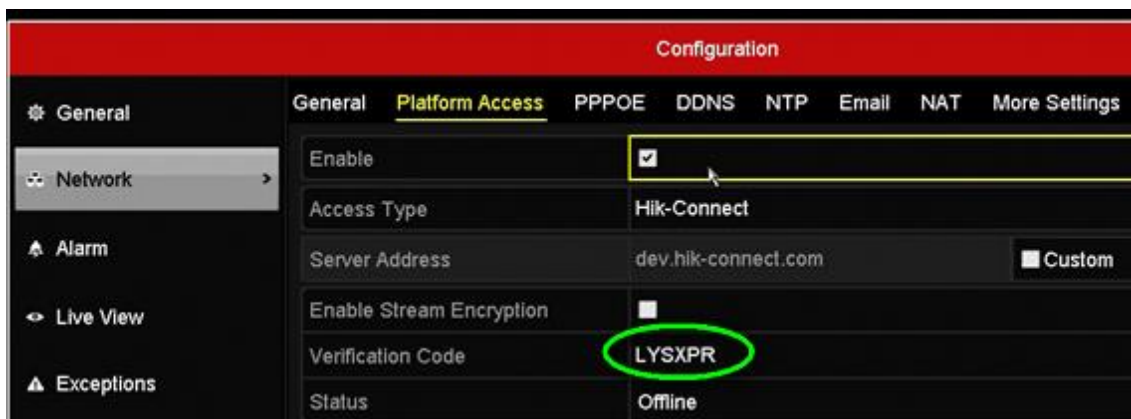 Configuration
General
Network
Alarm
Live View
Exceptions
General Platform Access PPPOE DDNS NTP Email NAT More Settings
Enable
Access Type Hik-Connect
Server Address dev.hik-connect.com Custom
Enable Stream Encryption
Verification Code LYSXPR
Status Offline